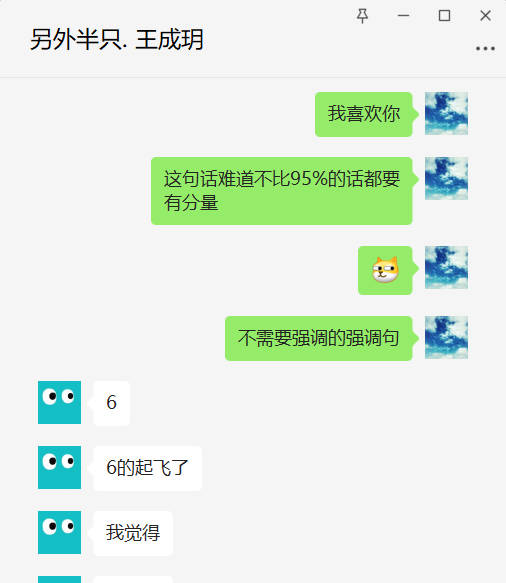 另外半只. 王成玥
我喜欢你
这句话难道不比95%的话都要
有分量
不需要强调的强调句
6
6的起飞了
我觉得